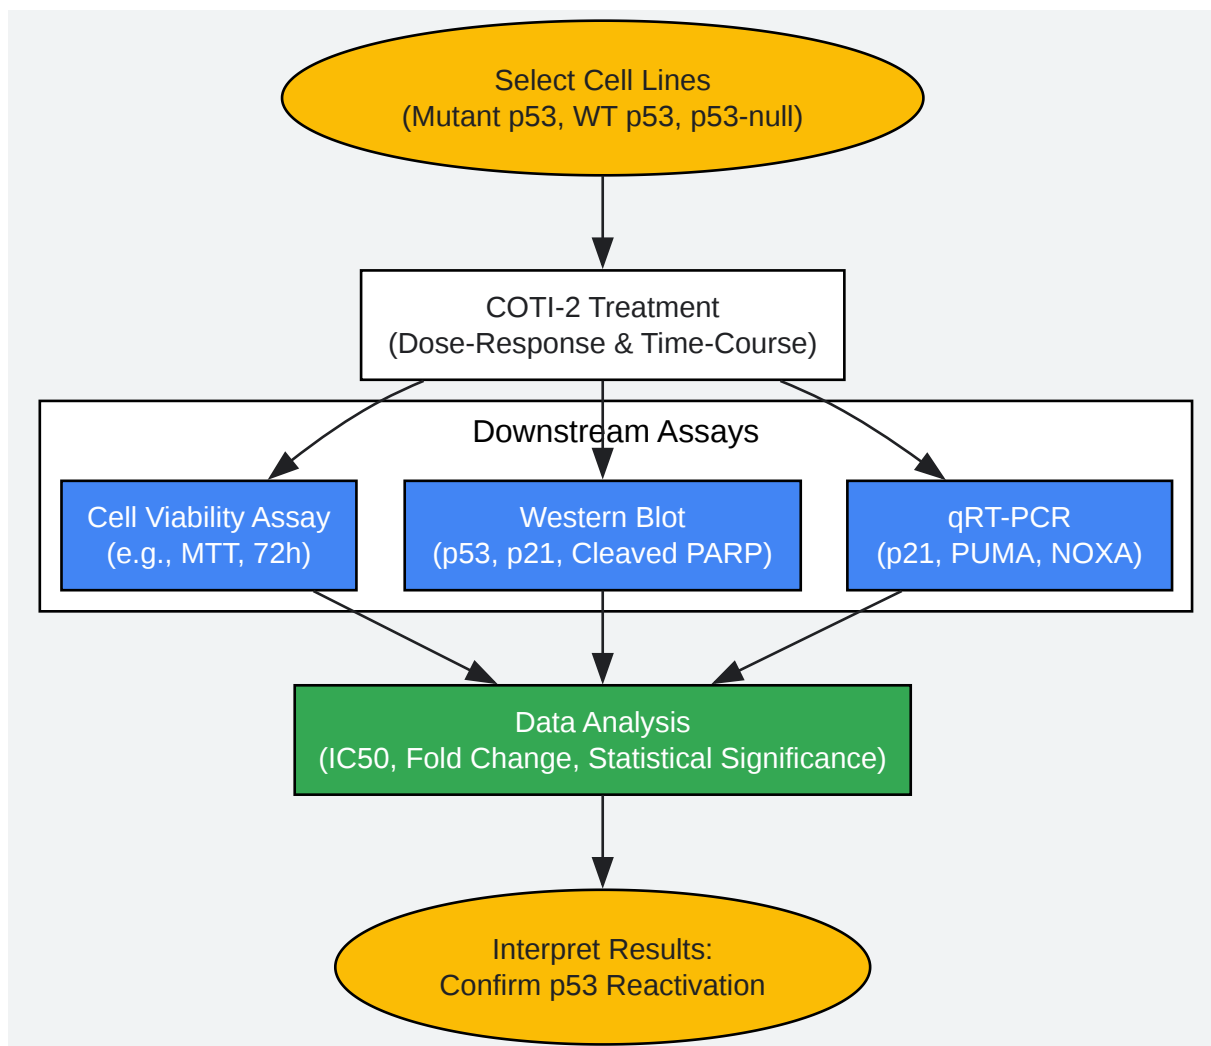 Select Cell Lines
(Mutant p53, WT p53, p53-null)
COTI-2 Treatment
(Dose-Response & Time-Course)
Downstream Assays
Cell Viability Assay
(e.g., MTT, 72h)
Western Blot
(p53, p21, Cleaved PARP)
qRT-PCR
(p21, PUMA, NOXA)
Data Analysis
(IC50, Fold Change, Statistical Significance)
Interpret Results:
Confirm p53 Reactivation